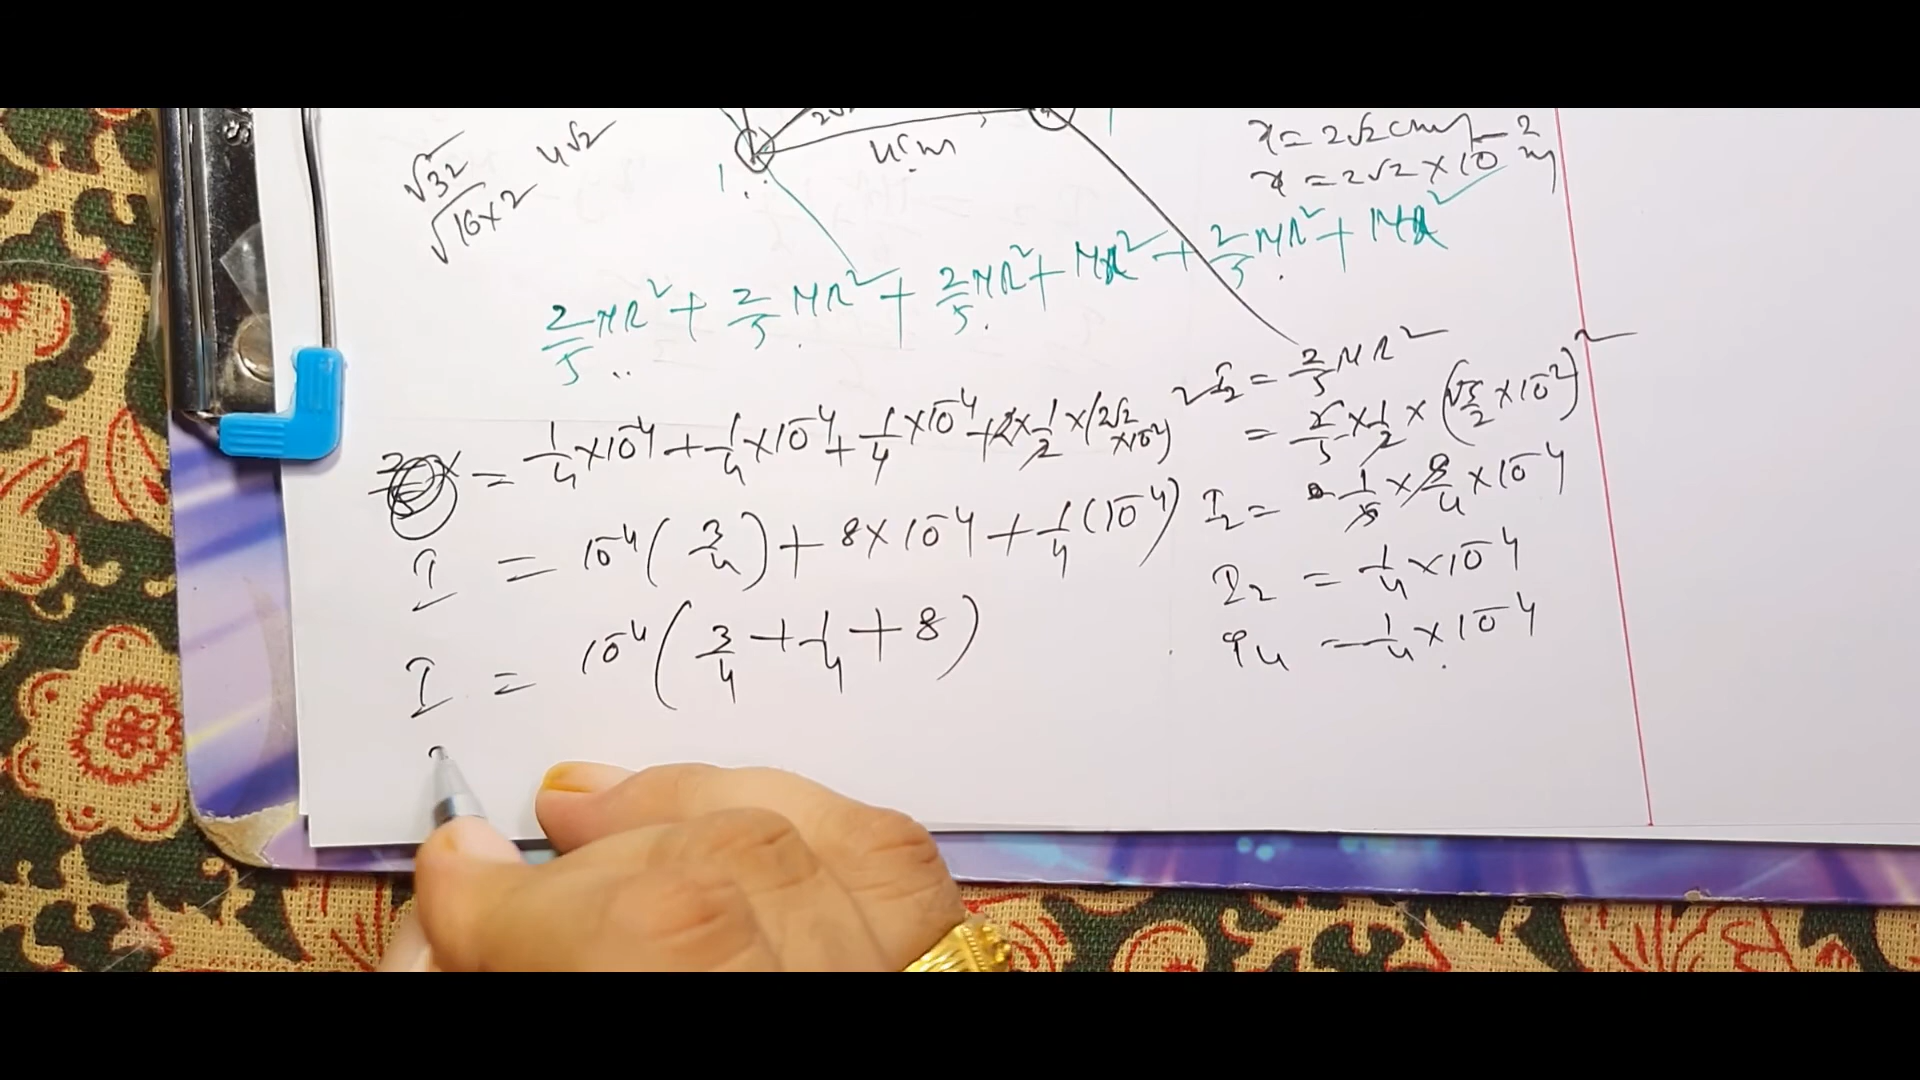 √32
4√2
√16×2
2√2
4cm
1
x = 2√2 cm
x = 2√2 × 10⁻² m
2/5 MR² + 2/5 MR² + 2/5 MR² + Mx² + 2/5 MR² + Mx²
= 1/4 × 10⁻⁴ + 1/4 × 10⁻⁴ + 1/4 × 10⁻⁴ + 2 × 1/2 × (2√2 × 10⁻²)²
I = 10⁻⁴ (3/4) + 8 × 10⁻⁴ + 1/4 (10⁻⁴)
I = 10⁻⁴ (3/4 + 1/4 + 8)
I₂ = 2/5 MR²
= 2/5 × 1/2 × (√5/2 × 10⁻²)²
I₂ = 1/5 × 5/4 × 10⁻⁴
I₂ = 1/4 × 10⁻⁴
I₄ = 1/4 × 10⁻⁴